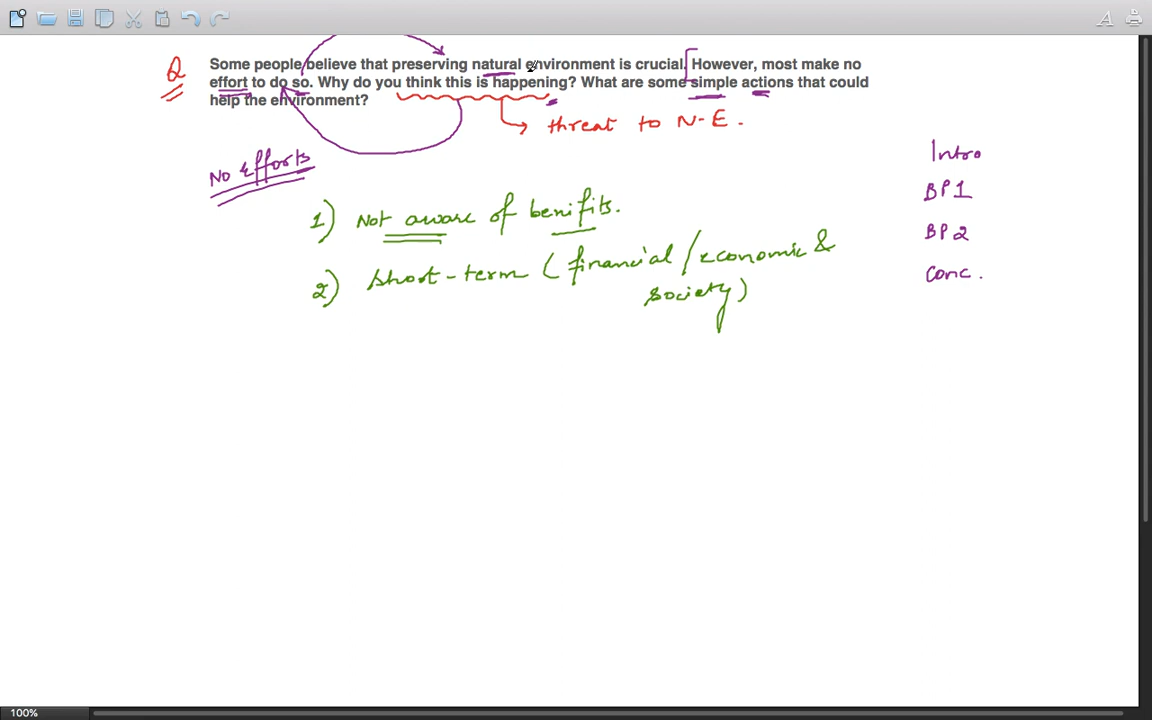 Q
Some people believe that preserving natural environment is crucial. However, most make no
effort to do so. Why do you think this is happening? What are some simple actions that could
help the environment?
threat to N-E.
No Efforts
Intro
BP1
BP2
Conc.
1) Not aware of benifits.
2) Short-term (financial/economic &
society)
A
100%